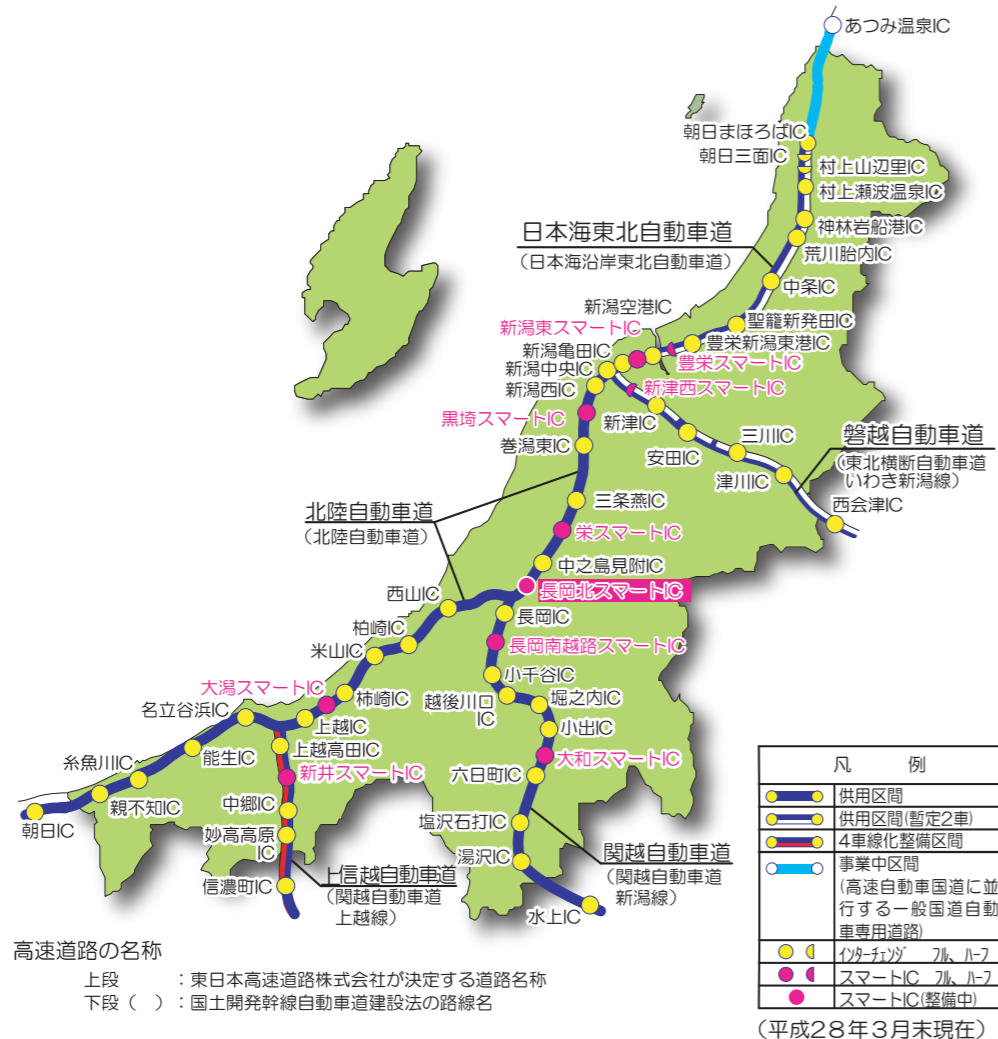 あつみ温泉IC
朝日まほろばIC
朝日三面IC
村上山辺里IC
村上瀬波温泉IC
神林岩船港IC
日本海東北自動車道
(日本海沿岸東北自動車道)
荒川胎内IC
中条IC
新潟空港IC
聖籠新発田IC
新潟東スマートIC
豊栄新潟東港IC
新潟亀田IC
豊栄スマートIC
新潟中央IC
新潟西IC
新津西スマートIC
黒埼スマートIC
新津IC
巻潟東IC
安田IC
三川IC
磐越自動車道
(東北横断自動車道
いわき新潟線)
津川IC
西会津IC
三条燕IC
北陸自動車道
(北陸自動車道)
栄スマートIC
中之島見附IC
長岡北スマートIC
西山IC
長岡IC
柏崎IC
長岡南越路スマートIC
米山IC
小千谷IC
大潟スマートIC
柿崎IC
越後川口
IC
堀之内IC
名立谷浜IC
上越IC
小出IC
上越高田IC
能生IC
大和スマートIC
糸魚川IC
新井スマートIC
六日町IC
親不知IC
中郷IC
朝日IC
塩沢石打IC
妙高高原
IC
湯沢IC
関越自動車道
(関越自動車道
新潟線)
上信越自動車道
(関越自動車道
上越線)
信濃町IC
水上IC
凡 例
供用区間
供用区間(暫定2車)
4車線化整備区間
事業中区間
(高速自動車国道に並
行する一般国道自動
車専用道路)
インターチェンジ フル、ハーフ
スマートIC フル、ハーフ
スマートIC(整備中)
(平成28年3月末現在)
高速道路の名称
上段 :東日本高速道路株式会社が決定する道路名称
下段( ):国土開発幹線自動車道建設法の路線名